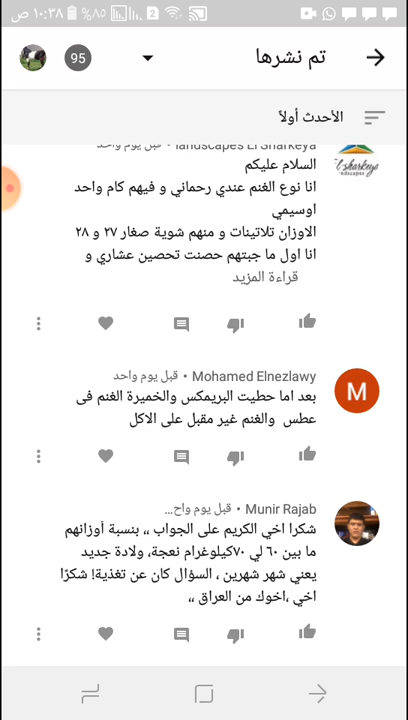 ١٠:٣٨ ص
٨٥%
2
تم نشرها
95
الأحدث أولاً
landscapes El Sharkeya • قبل يوم واحد
السلام عليكم
انا نوع الغنم عندي رحماني و فيهم كام واحد
اوسيمي
الاوزان تلاتينات و منهم شوية صغار ٢٧ و ٢٨
انا اول ما جبتهم حصنت تحصين عشاري و
قراءة المزيد
Mohamed Elnezlawy • قبل يوم واحد
M
بعد اما حطيت البريمكس والخميرة الغنم فى
عطس والغنم غير مقبل على الاكل
Munir Rajab • قبل يوم واح...
شكرا اخي الكريم على الجواب ،، بنسبة أوزانهم
ما بين ٦٠ لي ٧٠كيلوغرام نعجة، ولادة جديد
يعني شهر شهرين ، السؤال كان عن تغذية! شكرًا
اخي ،اخوك من العراق ،،